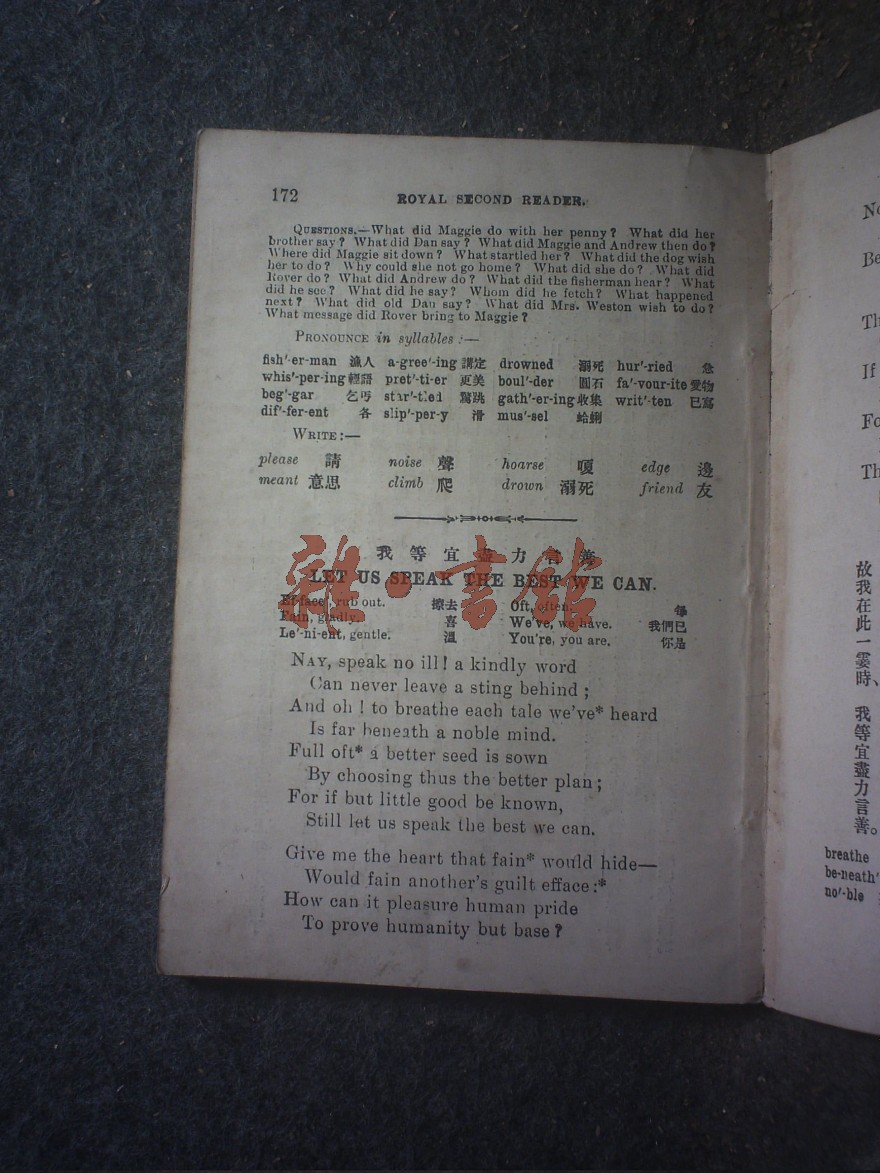 172 ROYAL SECOND READER.
QUESTIONS.—What did Maggie do with her penny? What did her
brother say? What did Dan say? What did Maggie and Andrew then do?
Where did Maggie sit down? What startled her? What did the dog wish
her to do? Why could she not go home? What did she do? What did
Rover do? What did Andrew do? What did the fisherman hear? What
did he see? What did he say? Whom did he fetch? What happened
next? What did old Dan say? What did Mrs. Weston wish to do?
What message did Rover bring to Maggie?
PRONOUNCE in syllables:—
fish'-er-man 漁人 a-gree'-ing 講定 drowned 溺死 hur'-ried 急
whis'-per-ing 輕語 pret'-ti-er 更美 boul'-der 圓石 fa'-vour-ite 愛物
beg'-gar 乞丐 star'-tled 驚跳 gath'-er-ing 收集 writ'-ten 已寫
dif'-fer-ent 各 slip'-per-y 滑 mus'-sel 蛤蜊
WRITE:—
please 請 noise 聲 hoarse 嗄 edge 邊
meant 意思 climb 爬 drown 溺死 friend 友
我等宜盡力言善
LET US SPEAK THE BEST WE CAN.
Ef-face', rub out. 擦去 Oft, often. 每
Fain, gladly. 喜 We've, we have. 我們已
Le'-ni-ent, gentle. 溫 You're, you are. 你是
NAY, speak no ill! a kindly word
Can never leave a sting behind;
And oh! to breathe each tale we've* heard
Is far beneath a noble mind.
Full oft* a better seed is sown
By choosing thus the better plan;
For if but little good be known,
Still let us speak the best we can.
Give me the heart that fain* would hide—
Would fain another's guilt efface:*
How can it pleasure human pride
To prove humanity but base?
雜·書館
No
Be
Th
If
Fo
Th
故我在此一霎時、
我等宜盡力言善。
breathe
be-neath'
no'-ble